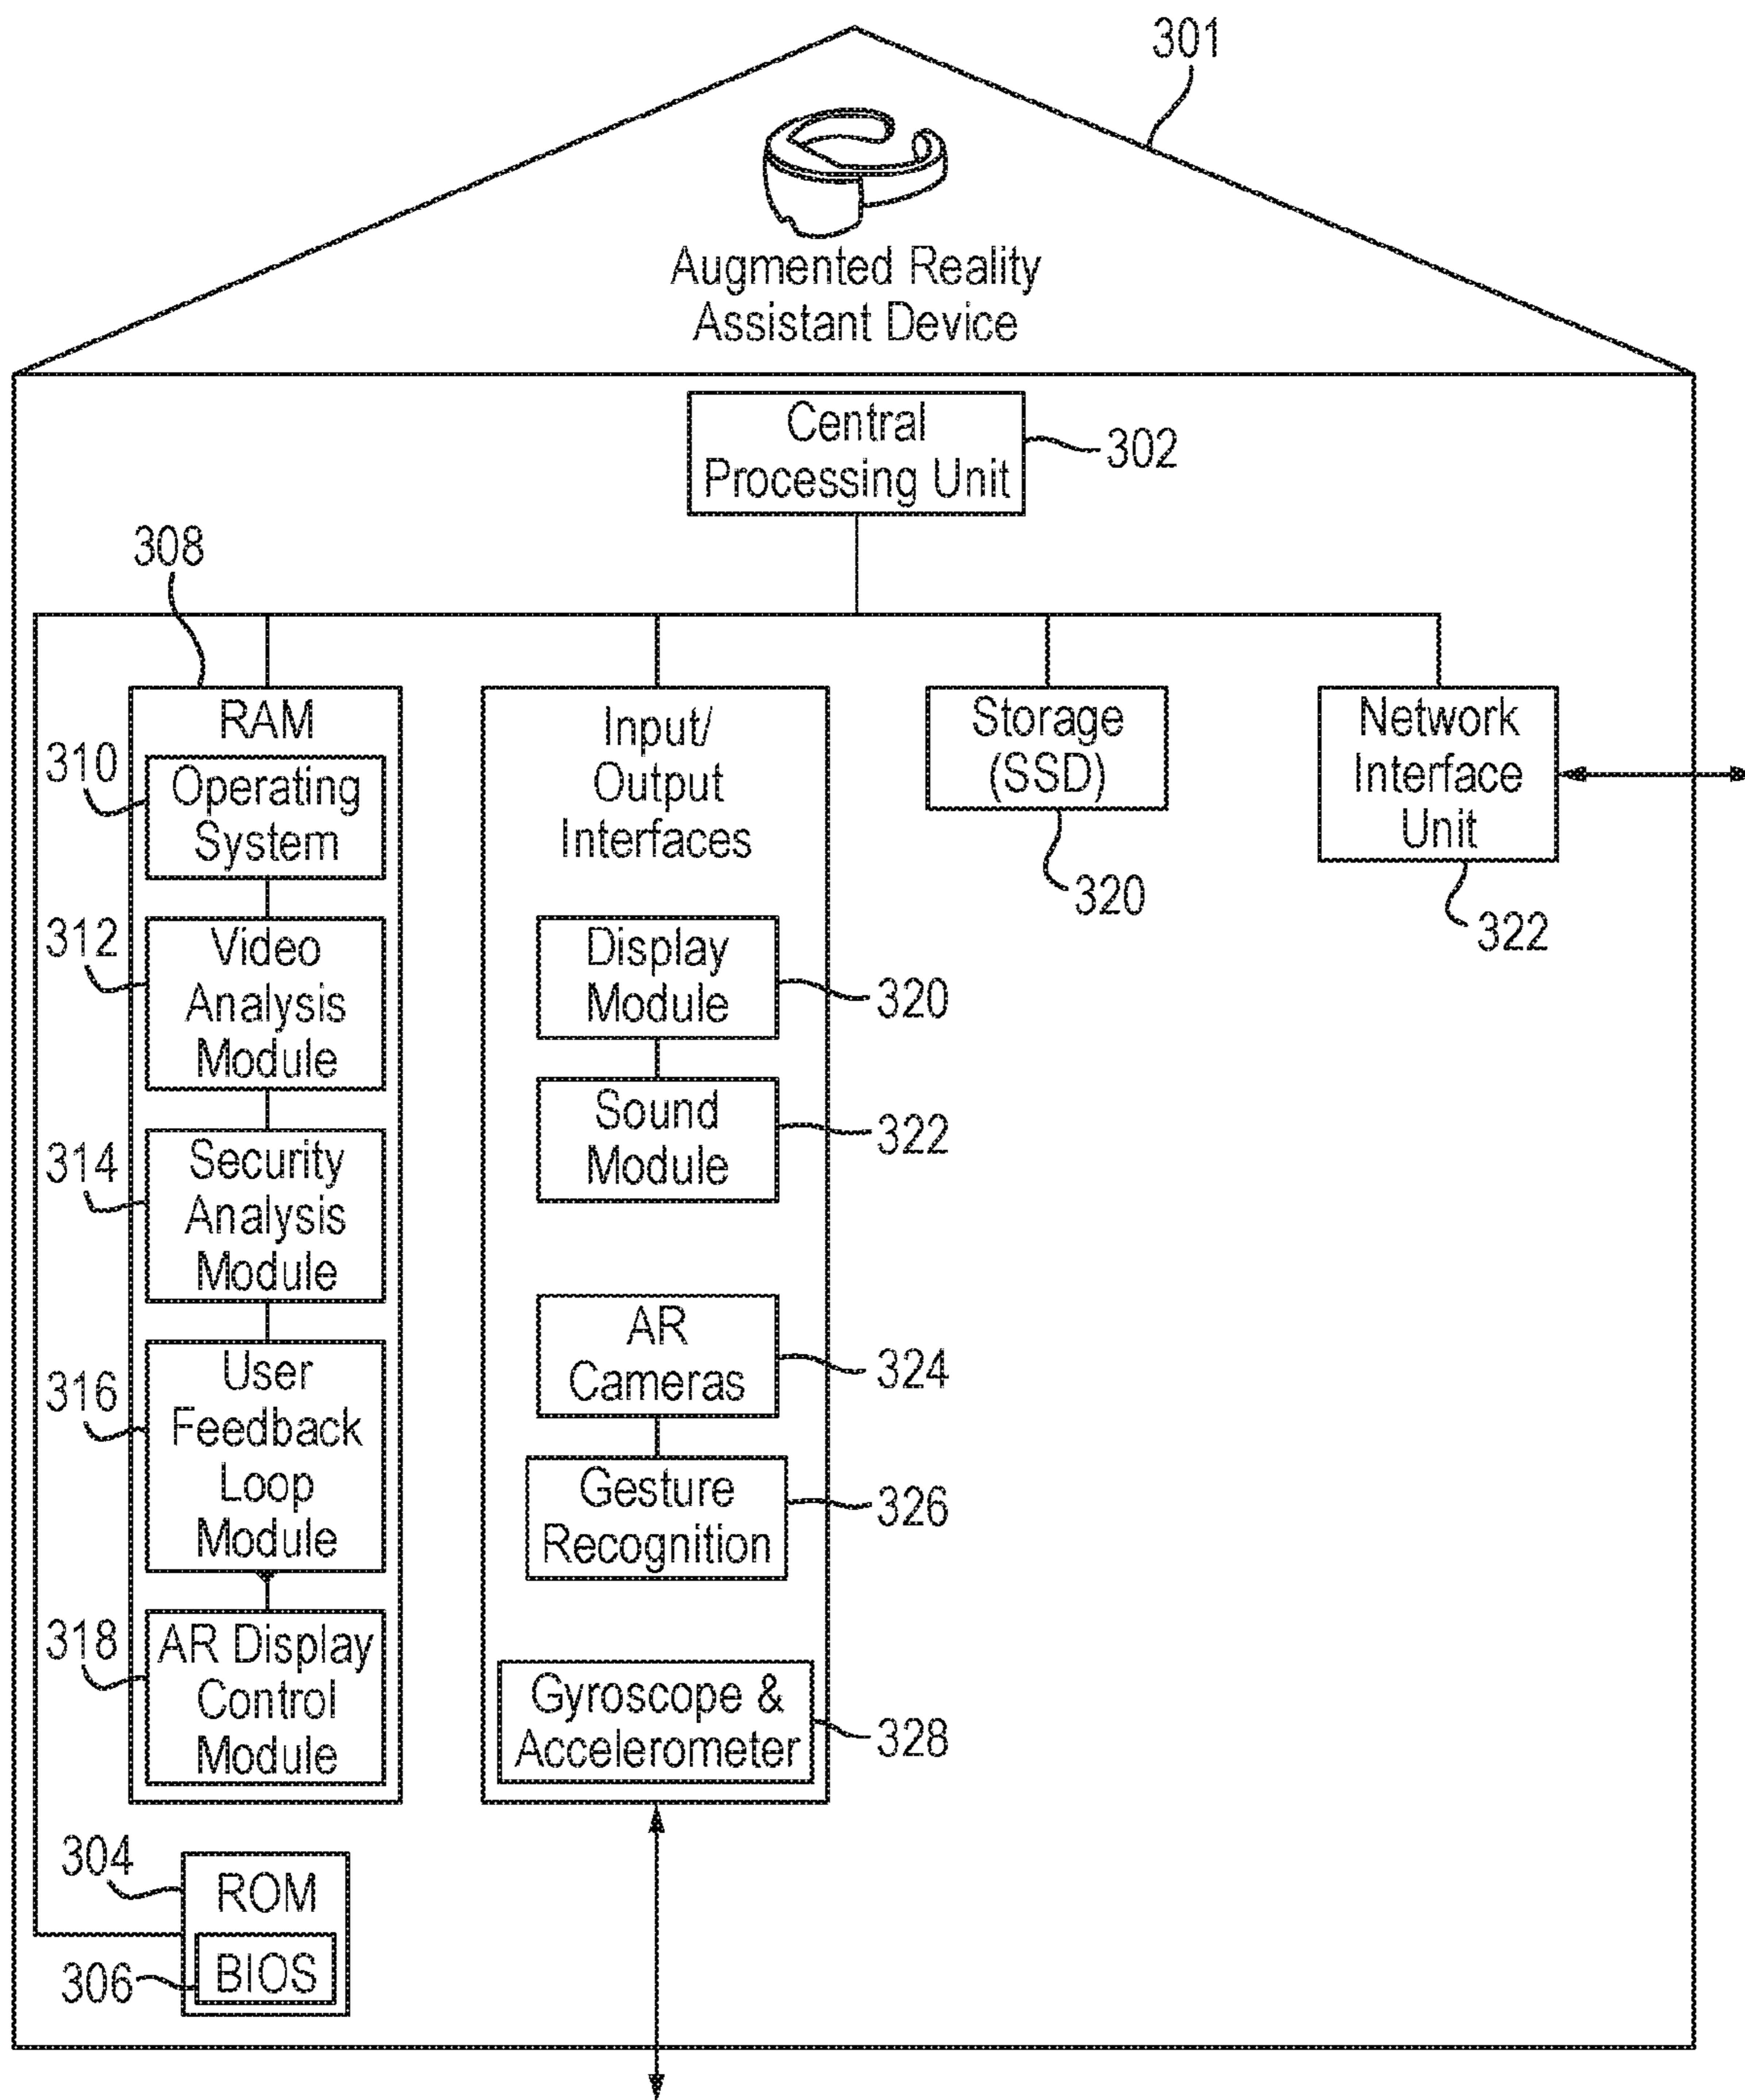 301
Augmented Reality
Assistant Device
Central
Processing Unit
302
308
RAM
310
Operating
System
312
Video
Analysis
Module
314
Security
Analysis
Module
316
User
Feedback
Loop
Module
318
AR Display
Control
Module
304
ROM
306
BIOS
Input/
Output
Interfaces
Display
Module
320
Sound
Module
322
AR
Cameras
324
Gesture
Recognition
326
Gyroscope &
Accelerometer
328
Storage
(SSD)
320
Network
Interface
Unit
322